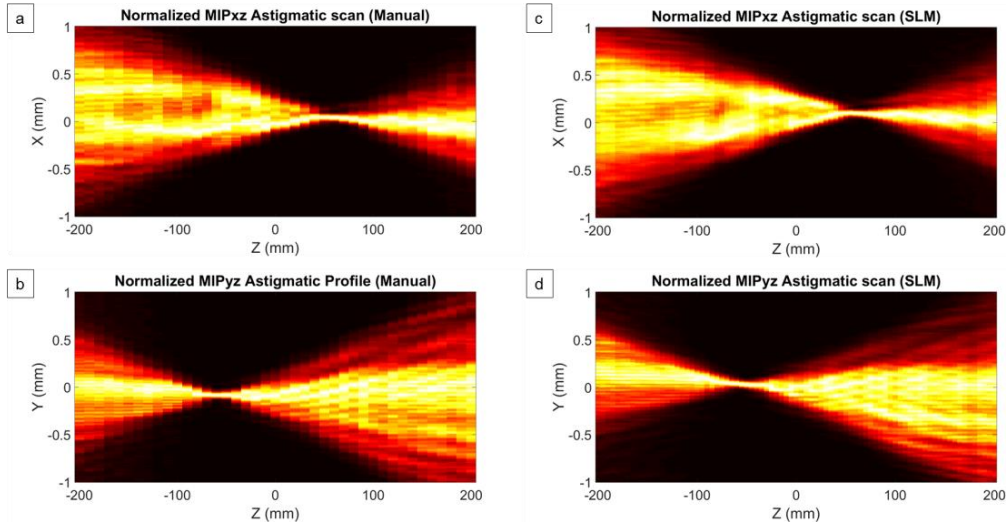 a
Normalized MIPxz Astigmatic scan (Manual)
1
0.5
0
-0.5
-1
X (mm)
-200 -100 0 100 200
Z (mm)
c
Normalized MIPxz Astigmatic scan (SLM)
1
0.5
0
-0.5
-1
X (mm)
-200 -100 0 100 200
Z (mm)
b
Normalized MIPyz Astigmatic Profile (Manual)
1
0.5
0
-0.5
-1
Y (mm)
-200 -100 0 100 200
Z (mm)
d
Normalized MIPyz Astigmatic scan (SLM)
1
0.5
0
-0.5
-1
Y (mm)
-200 -100 0 100 200
Z (mm)